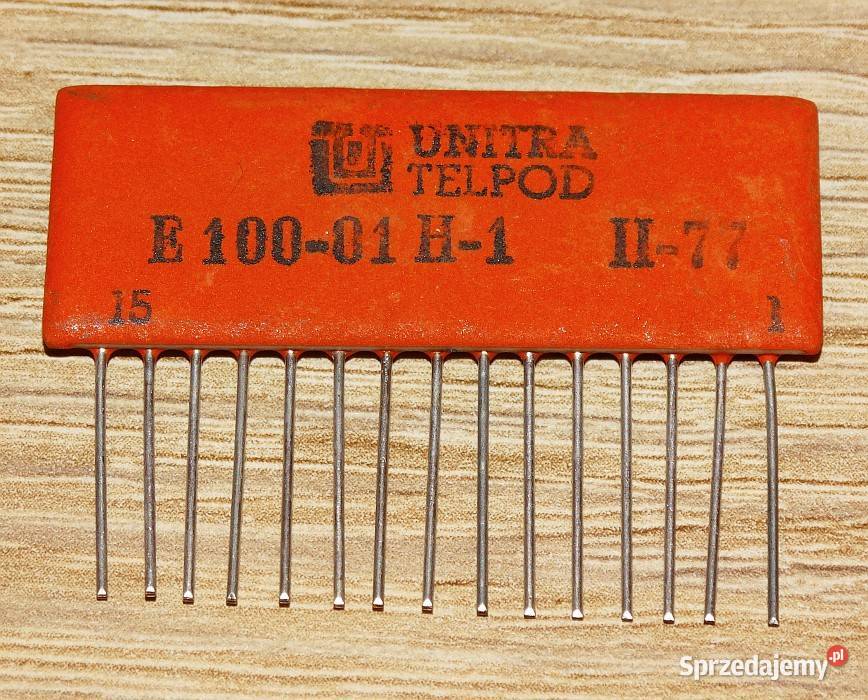 UNITRA
TELPOD
E 100-01 H-1 II-77
15 1
Sprzedajemy.pl